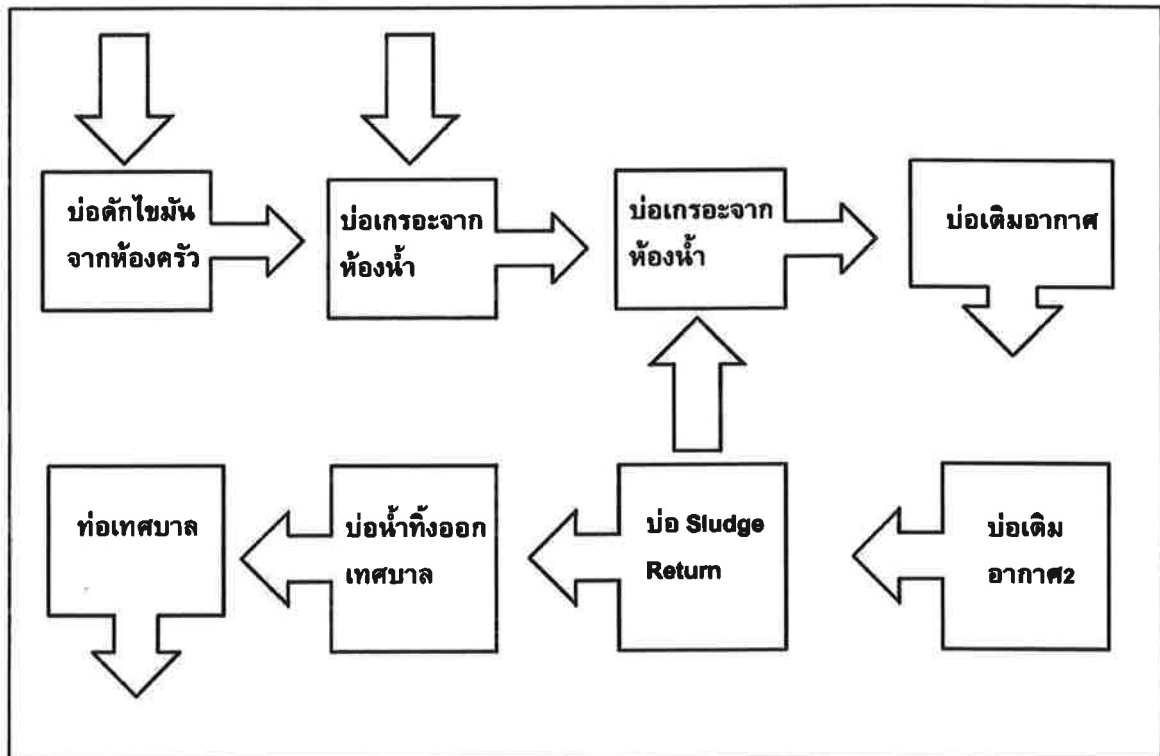 บ่อดักไขมัน
จากห้องครัว
บ่อเกรอะจาก
ห้องน้ำ
บ่อเกรอะจาก
ห้องน้ำ
บ่อเติมอากาศ
ท่อเทศบาล
บ่อน้ำทิ้งออก
เทศบาล
บ่อ Sludge
Return
บ่อเติม
อากาศ2